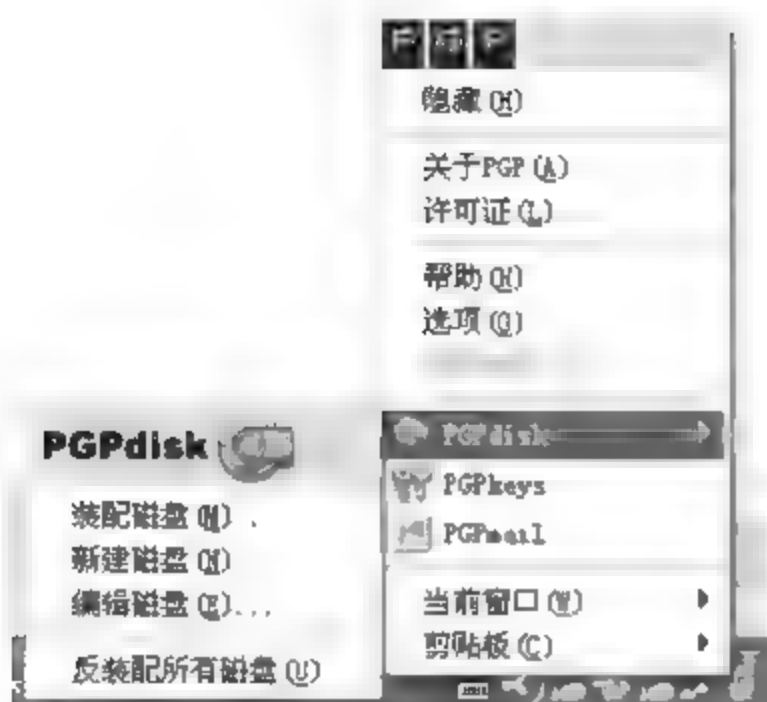 PGP
隐藏(H)
关于PGP(A)
许可证(L)
帮助(H)
选项(O)
PGPdisk
PGPkeys
PGPmail
当前窗口(W)
剪贴板(C)
PGPdisk
装配磁盘(M)..
新建磁盘(N)
编辑磁盘(E)...
反装配所有磁盘(U)